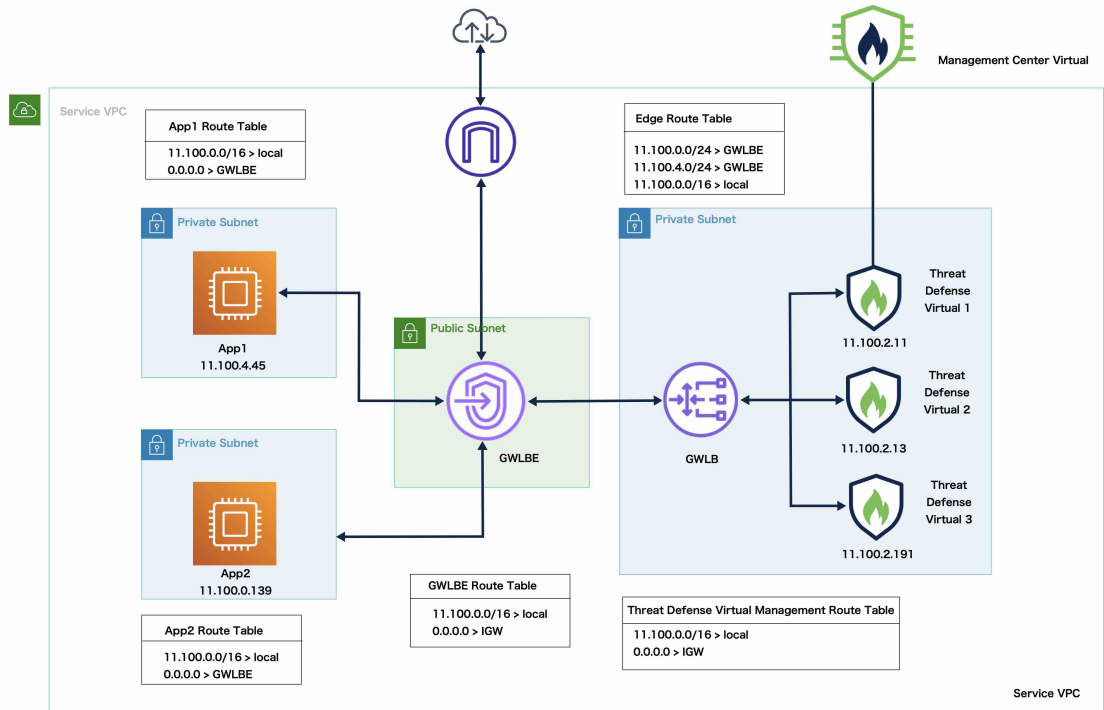 Management Center Virtual
Service VPC
App1 Route Table
11.100.0.0/16 > local
0.0.0.0 > GWLBE
Edge Route Table
11.100.0.0/24 > GWLBE
11.100.4.0/24 > GWLBE
11.100.0.0/16 > local
Private Subnet
App1
11.100.4.45
Public Subnet
GWLBE
Private Subnet
GWLB
Threat
Defense
Virtual 1
11.100.2.11
Threat
Defense
Virtual 2
11.100.2.13
Threat
Defense
Virtual 3
11.100.2.191
Private Subnet
App2
11.100.0.139
App2 Route Table
11.100.0.0/16 > local
0.0.0.0 > GWLBE
GWLBE Route Table
11.100.0.0/16 > local
0.0.0.0 > IGW
Threat Defense Virtual Management Route Table
11.100.0.0/16 > local
0.0.0.0 > IGW
Service VPC